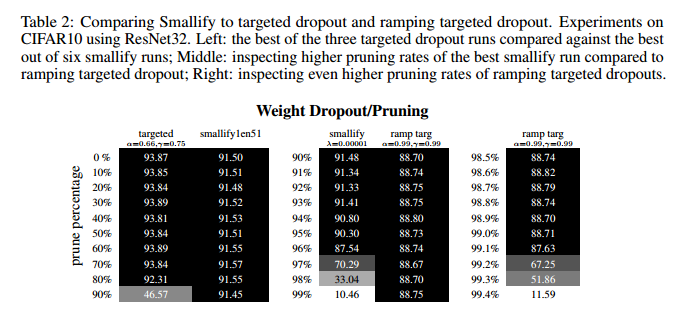 Table 2: Comparing Smallify to targeted dropout and ramping targeted dropout. Experiments on
CIFAR10 using ResNet32. Left: the best of the three targeted dropout runs compared against the best
out of six smallify runs; Middle: inspecting higher pruning rates of the best smallify run compared to
ramping targeted dropout; Right: inspecting even higher pruning rates of ramping targeted dropouts.
Weight Dropout/Pruning
targeted smallify1en51 smallify ramp targ ramp targ
α=0.66,γ=0.75 λ=0.00001 α=0.99,γ=0.99 α=0.99,γ=0.99
prune percentage
0 % 93.87 91.50 90% 91.48 88.70 98.5% 88.74
10% 93.85 91.51 91% 91.34 88.74 98.6% 88.82
20% 93.84 91.48 92% 91.33 88.75 98.7% 88.79
30% 93.89 91.52 93% 91.41 88.75 98.8% 88.74
40% 93.81 91.53 94% 90.80 88.80 98.9% 88.70
50% 93.84 91.51 95% 90.30 88.73 99.0% 88.71
60% 93.89 91.55 96% 87.54 88.74 99.1% 87.63
70% 93.84 91.57 97% 70.29 88.67 99.2% 67.25
80% 92.31 91.55 98% 33.04 88.70 99.3% 51.86
90% 46.57 91.45 99% 10.46 88.75 99.4% 11.59